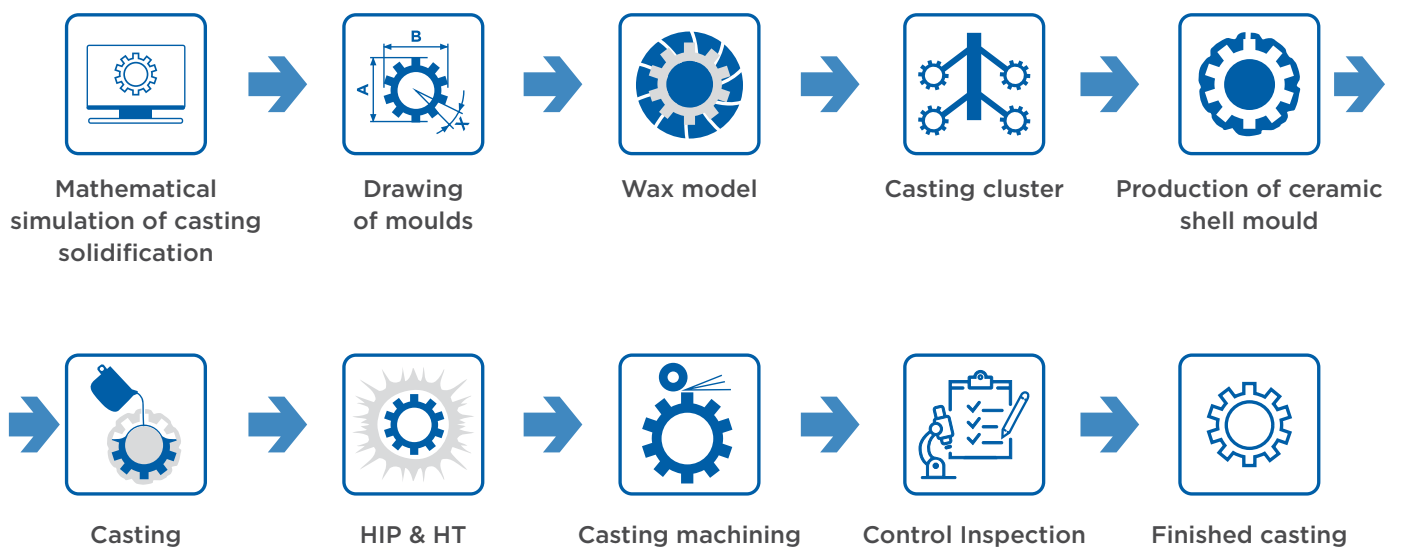 B
A
X
Mathematical
simulation of casting
solidification
Drawing
of moulds
Wax model
Casting cluster
Production of ceramic
shell mould
Casting
HIP & HT
Casting machining
Control Inspection
Finished casting